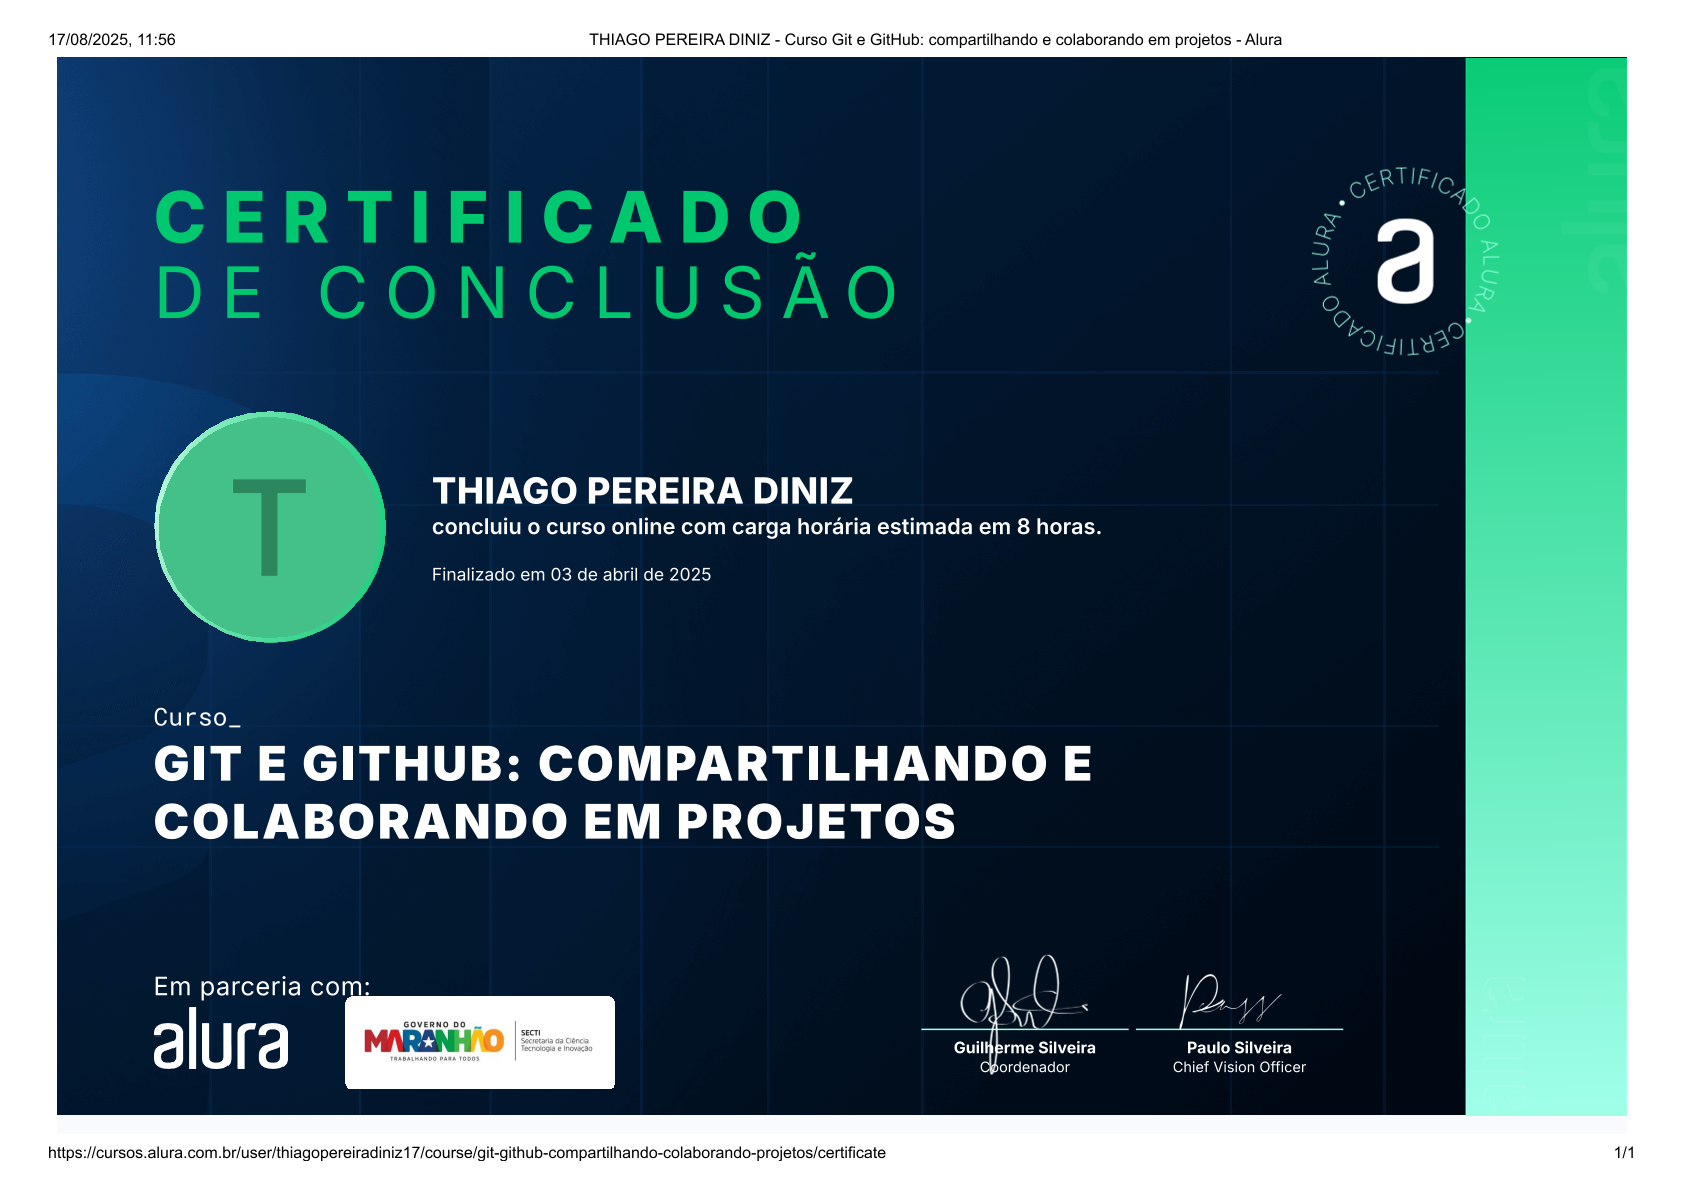 17/08/2025, 11:56
THIAGO PEREIRA DINIZ - Curso Git e GitHub: compartilhando e colaborando em projetos - Alura
CERTIFICADO
DE CONCLUSÃO
CERTIFICADO ALURA • CERTIFICADO ALURA •
a
alura
T
THIAGO PEREIRA DINIZ
concluiu o curso online com carga horária estimada em 8 horas.
Finalizado em 03 de abril de 2025
Curso_
GIT E GITHUB: COMPARTILHANDO E
COLABORANDO EM PROJETOS
Em parceria com:
alura
GOVERNO DO
MARANHÃO
TRABALHANDO PARA TODOS
SECTI
Secretaria da Ciência
Tecnologia e Inovação
Guilherme Silveira
Coordenador
Paulo Silveira
Chief Vision Officer
alura
https://cursos.alura.com.br/user/thiagopereiradiniz17/course/git-github-compartilhando-colaborando-projetos/certificate
1/1